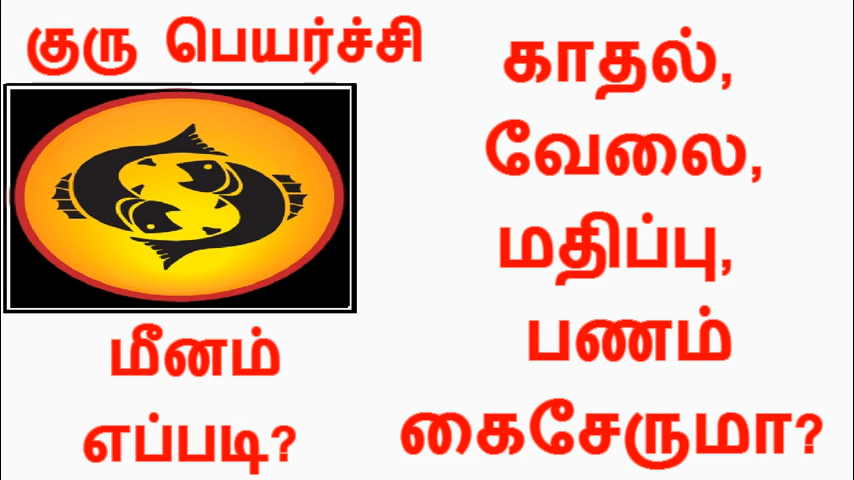 குரு பெயர்ச்சி
மீனம்
எப்படி?
காதல்,
வேலை,
மதிப்பு,
பணம்
கைசேருமா?